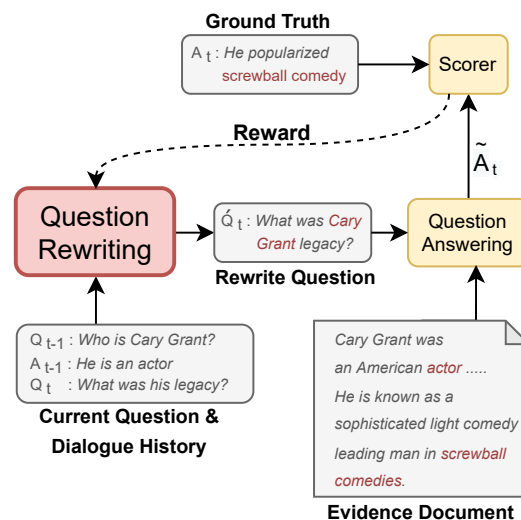 Ground Truth
A t : He popularized
screwball comedy
Scorer
Reward
Ã t
Question
Rewriting
Q́ t : What was Cary
Grant legacy?
Rewrite Question
Question
Answering
Q t-1 : Who is Cary Grant?
A t-1 : He is an actor
Q t : What was his legacy?
Current Question &
Dialogue History
Cary Grant was
an American actor .....
He is known as a
sophisticated light comedy
leading man in screwball
comedies.
Evidence Document